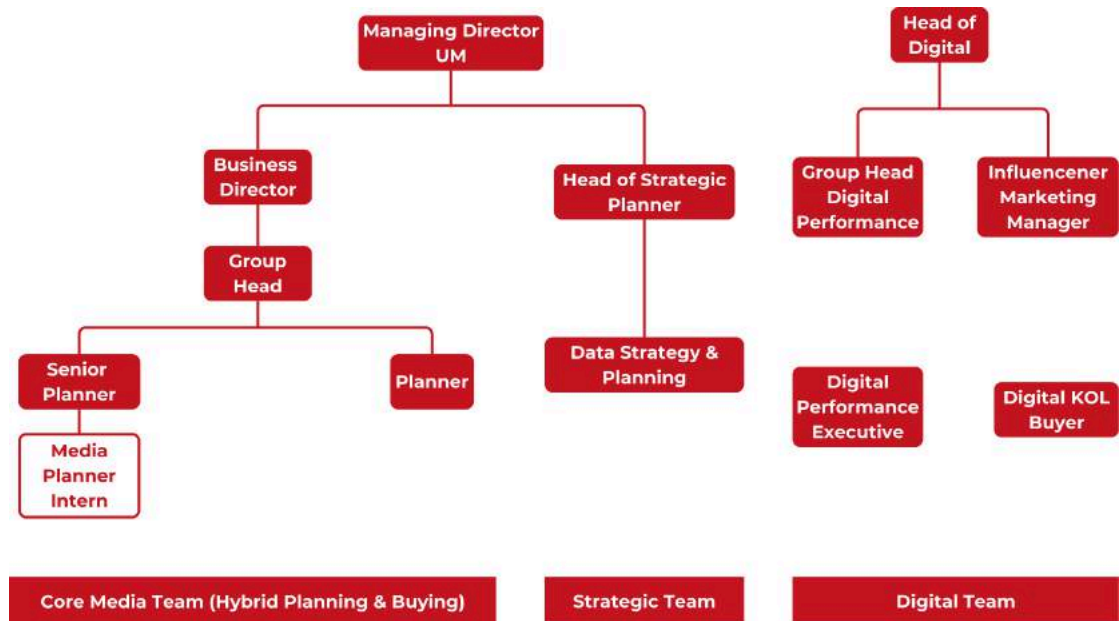 Managing Director
UM
Head of
Digital
Business
Director
Head of Strategic
Planner
Group Head
Digital
Performance
Influencener
Marketing
Manager
Group
Head
Senior
Planner
Planner
Data Strategy &
Planning
Digital
Performance
Executive
Digital KOL
Buyer
Media
Planner
Intern
Core Media Team (Hybrid Planning & Buying)
Strategic Team
Digital Team